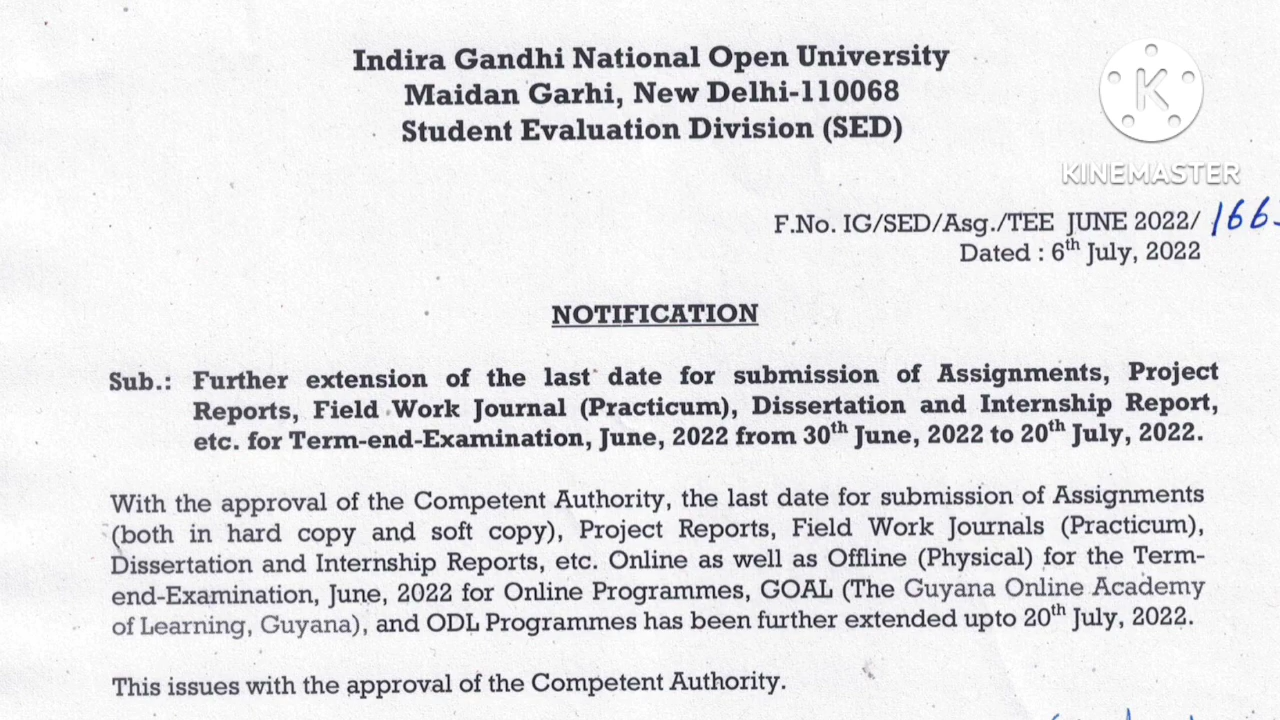 Indira Gandhi National Open University
Maidan Garhi, New Delhi-110068
Student Evaluation Division (SED)
K
KINEMASTER
F.No. IG/SED/Asg./TEE JUNE 2022/ 166
Dated : 6th July, 2022
NOTIFICATION
Sub.: Further extension of the last date for submission of Assignments, Project
Reports, Field Work Journal (Practicum), Dissertation and Internship Report,
etc. for Term-end-Examination, June, 2022 from 30th June, 2022 to 20th July, 2022.
With the approval of the Competent Authority, the last date for submission of Assignments
(both in hard copy and soft copy), Project Reports, Field Work Journals (Practicum),
Dissertation and Internship Reports, etc. Online as well as Offline (Physical) for the Term-
end-Examination, June, 2022 for Online Programmes, GOAL (The Guyana Online Academy
of Learning, Guyana), and ODL Programmes has been further extended upto 20th July, 2022.
This issues with the approval of the Competent Authority.